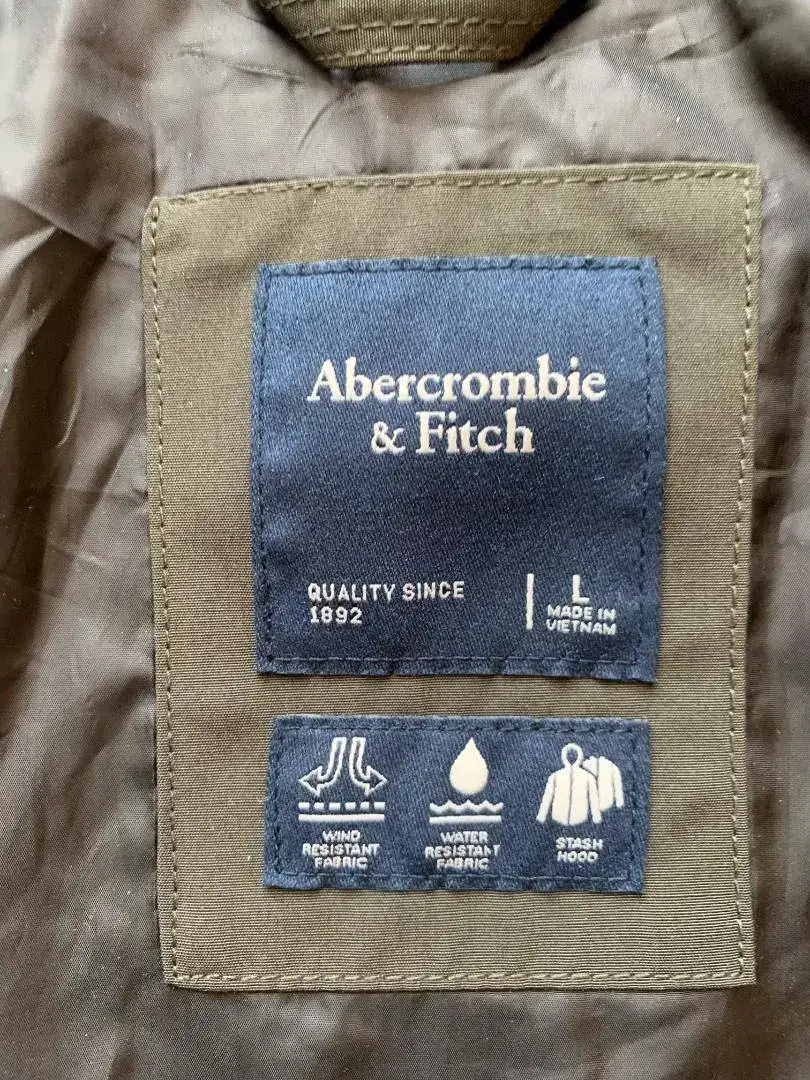 Abercrombie
& Fitch
QUALITY SINCE
1892
L
MADE IN
VIETNAM
WIND
RESISTANT
FABRIC
WATER
RESISTANT
FABRIC
STASH
HOOD